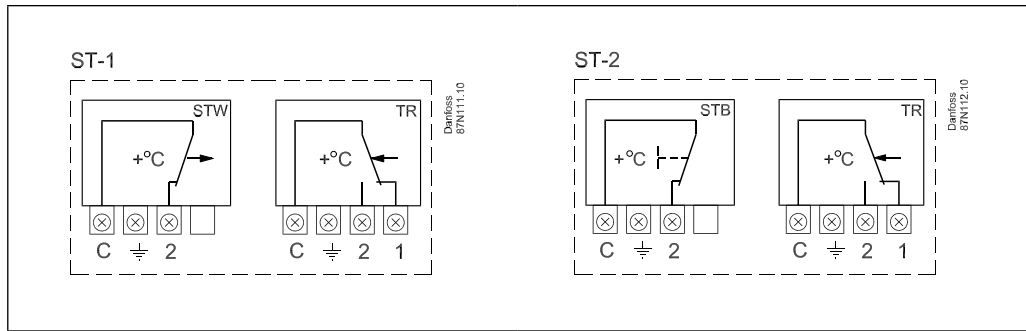 ST-1
STW
+°C
C 2
TR
+°C
C 2 1
Danfoss
87N111.10
ST-2
STB
+°C
C 2
TR
+°C
C 2 1
Danfoss
87N112.10